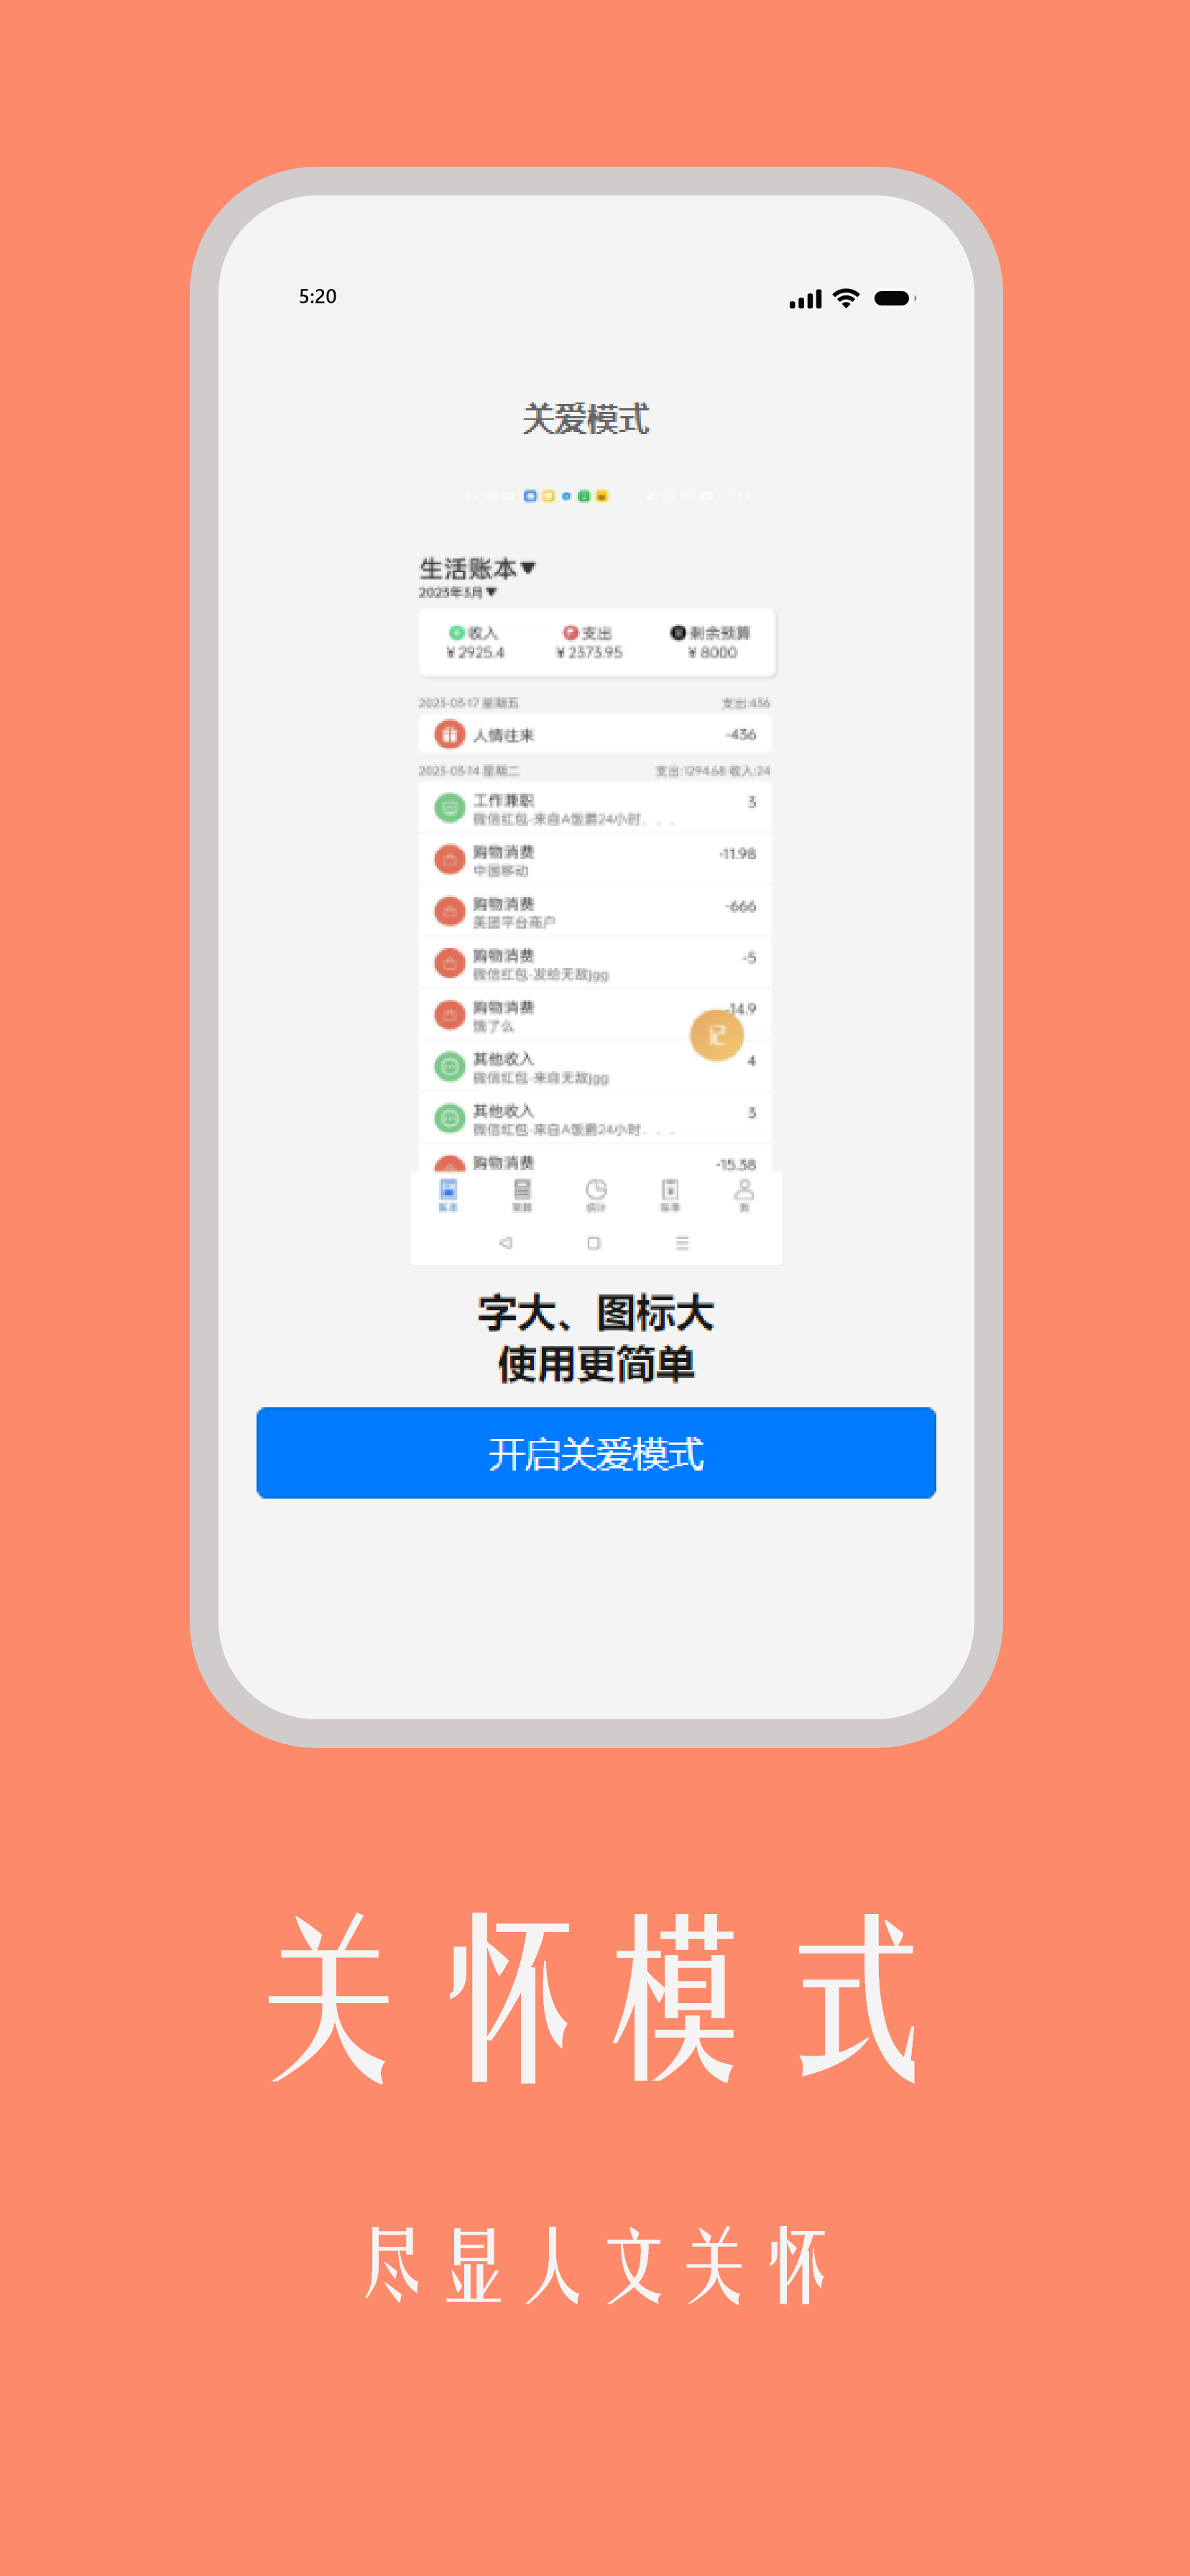 5:20
关爱模式
生活账本▼
2023年3月▼
收入 支出 剩余预算
¥2925.4 ¥2373.95 ¥8000
2023-03-17 星期五 支出:436
人情往来 -436
2023-03-14 星期二 支出:1294.68 收入:24
工作兼职 3
微信红包-来自A饭爵24小时...
购物消费 -11.98
中国移动
购物消费 -666
美团平台商户
购物消费 -5
微信红包-发给无敌jgg
购物消费 -14.9
饿了么
记
其他收入 4
微信红包-来自无敌jgg
其他收入 3
微信红包-来自A饭爵24小时...
购物消费 -15.38
账本 预算 统计 账单 我
字大、图标大
使用更简单
开启关爱模式
关怀模式
尽显人文关怀